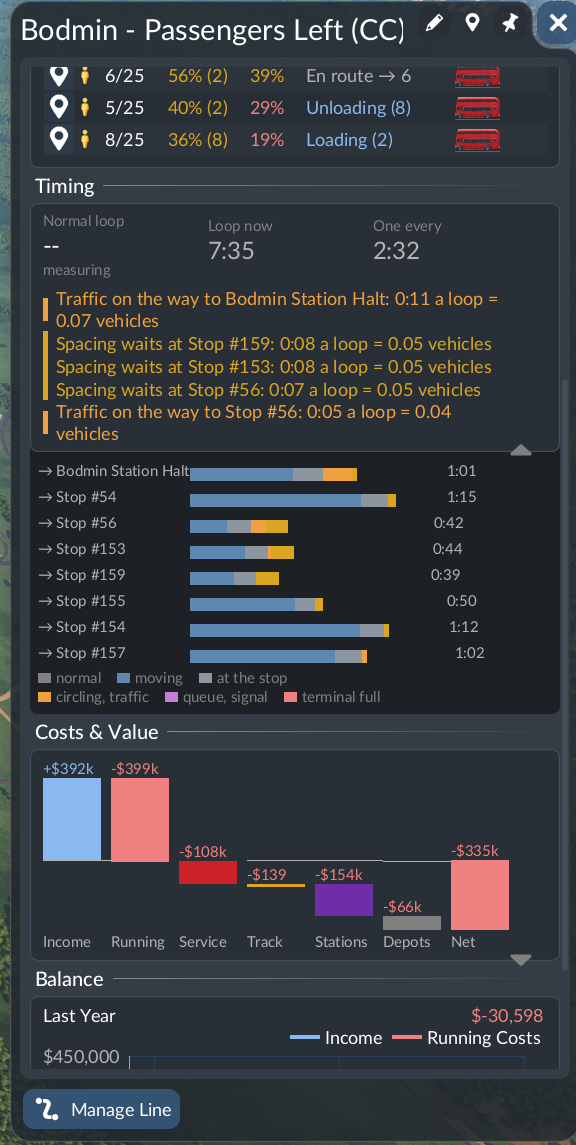 Bodmin - Passengers Left (CC)
6/25 56% (2) 39% En route → 6
5/25 40% (2) 29% Unloading (8)
8/25 36% (8) 19% Loading (2)
Timing
Normal loop Loop now One every
-- 7:35 2:32
measuring
Traffic on the way to Bodmin Station Halt: 0:11 a loop =
0.07 vehicles
Spacing waits at Stop #159: 0:08 a loop = 0.05 vehicles
Spacing waits at Stop #153: 0:08 a loop = 0.05 vehicles
Spacing waits at Stop #56: 0:07 a loop = 0.05 vehicles
Traffic on the way to Stop #56: 0:05 a loop = 0.04
vehicles
→ Bodmin Station Halt 1:01
→ Stop #54 1:15
→ Stop #56 0:42
→ Stop #153 0:44
→ Stop #159 0:39
→ Stop #155 0:50
→ Stop #154 1:12
→ Stop #157 1:02
normal moving at the stop
circling, traffic queue, signal terminal full
Costs & Value
+$392k -$399k
-$108k -$335k
-$139 -$154k
-$66k
Income Running Service Track Stations Depots Net
Balance
Last Year $-30,598
Income Running Costs
$450,000
Manage Line